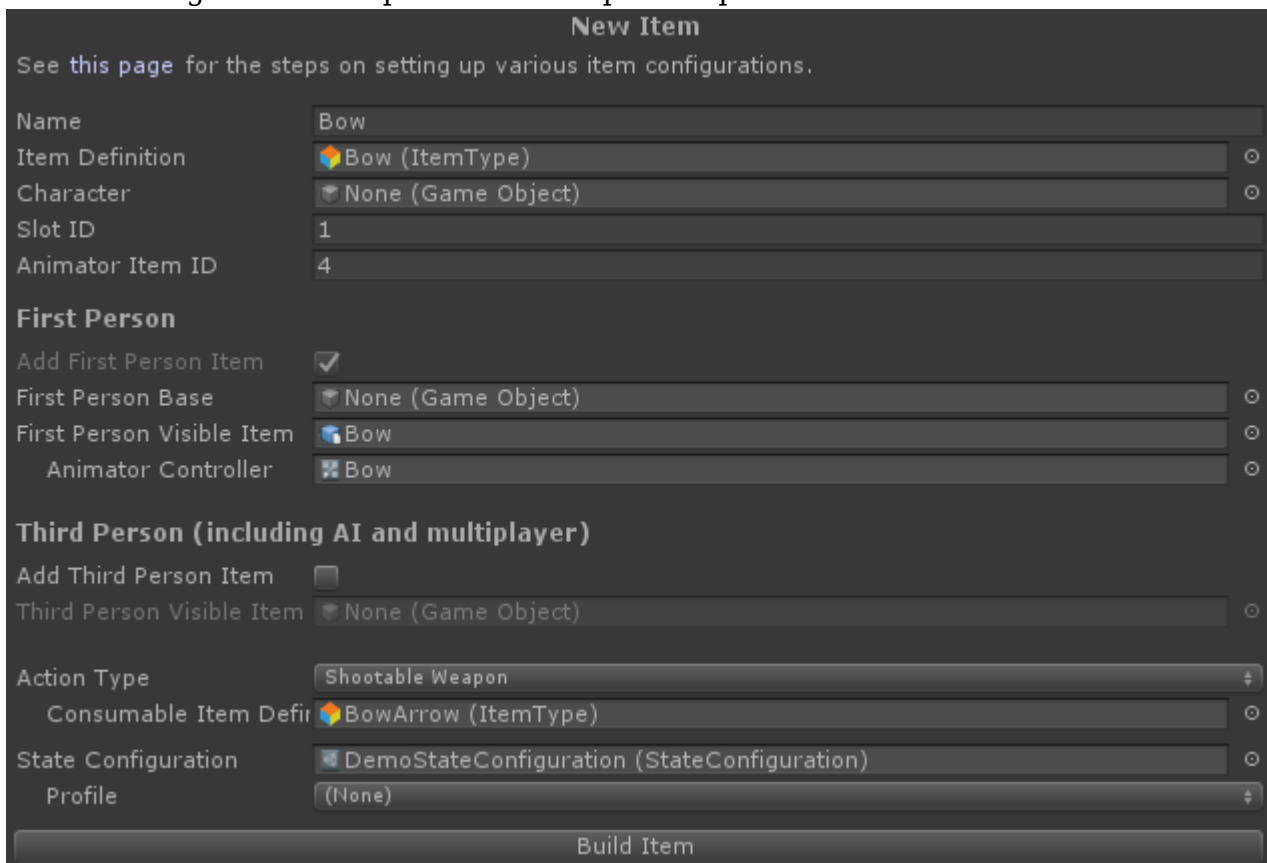 New Item
See this page for the steps on setting up various item configurations.
Name Bow
Item Definition Bow (ItemType)
Character None (Game Object)
Slot ID 1
Animator Item ID 4
First Person
Add First Person Item
First Person Base None (Game Object)
First Person Visible Item Bow
Animator Controller Bow
Third Person (including AI and multiplayer)
Add Third Person Item
Third Person Visible Item None (Game Object)
Action Type Shootable Weapon
Consumable Item Defir BowArrow (ItemType)
State Configuration DemoStateConfiguration (StateConfiguration)
Profile (None)
Build Item